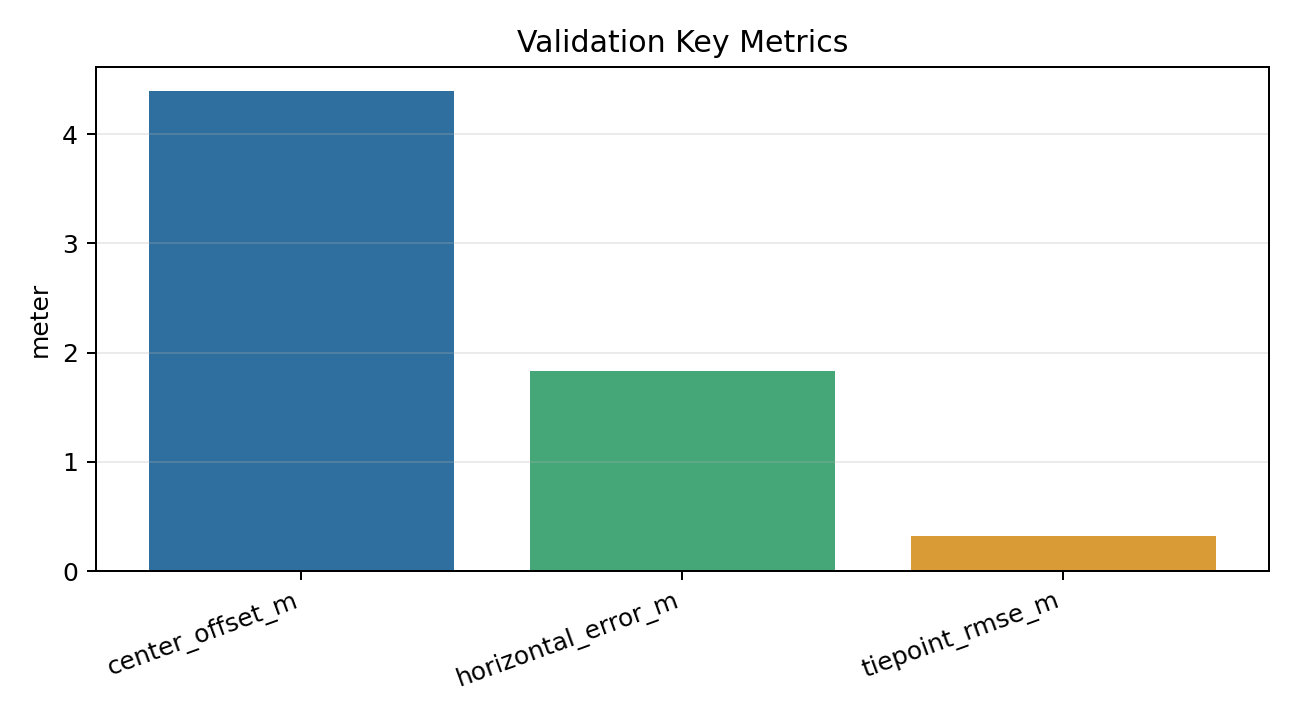 Validation Key Metrics
meter
4
3
2
1
0
center_offset_m
horizontal_error_m
tiepoint_rmse_m